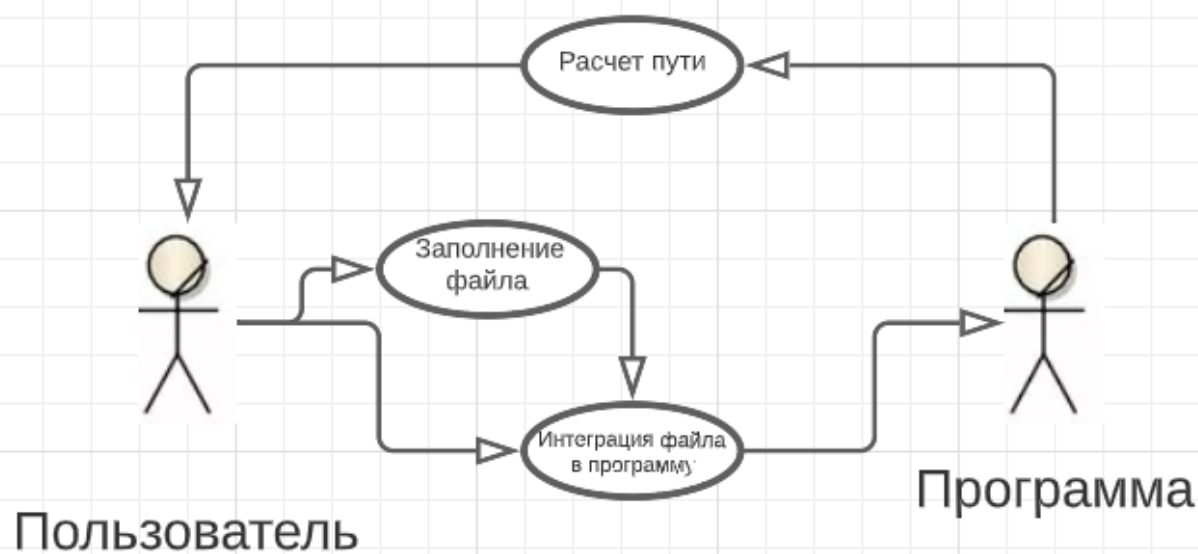 Расчет пути
Заполнение
файла
Интеграция файла
в программу
Программа
Пользователь